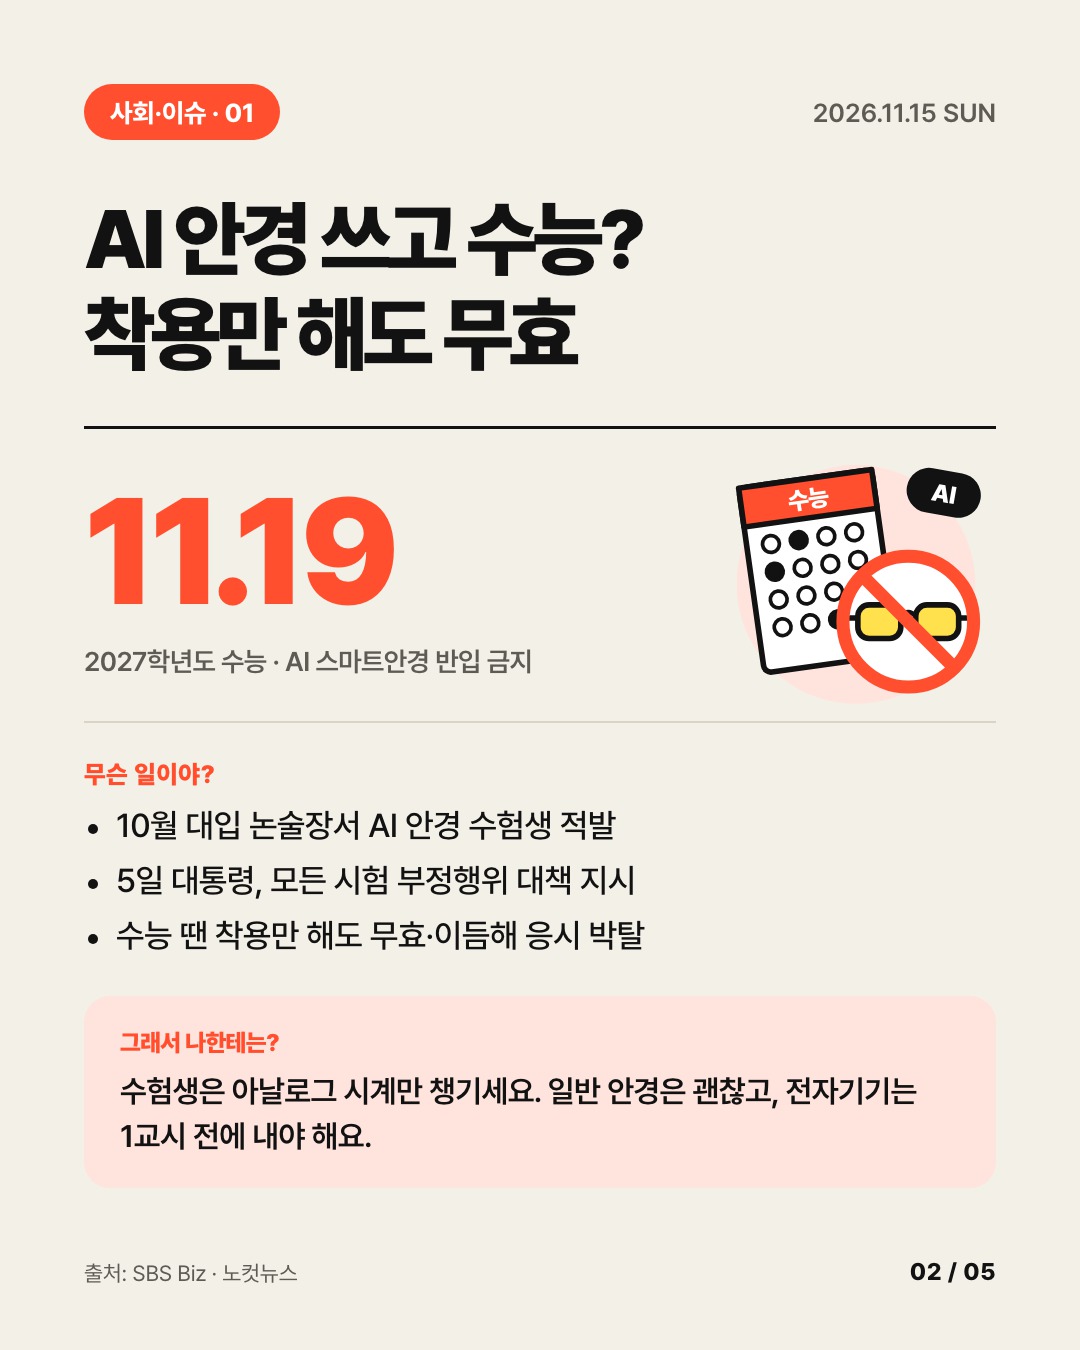 사회·이슈 · 01
2026.11.15 SUN
AI 안경 쓰고 수능?
착용만 해도 무효
11.19
2027학년도 수능 · AI 스마트안경 반입 금지
수능
AI
무슨 일이야?
• 10월 대입 논술장서 AI 안경 수험생 적발
• 5일 대통령, 모든 시험 부정행위 대책 지시
• 수능 땐 착용만 해도 무효·이듬해 응시 박탈
그래서 나한테는?
수험생은 아날로그 시계만 챙기세요. 일반 안경은 괜찮고, 전자기기는
1교시 전에 내야 해요.
출처: SBS Biz · 노컷뉴스
02 / 05